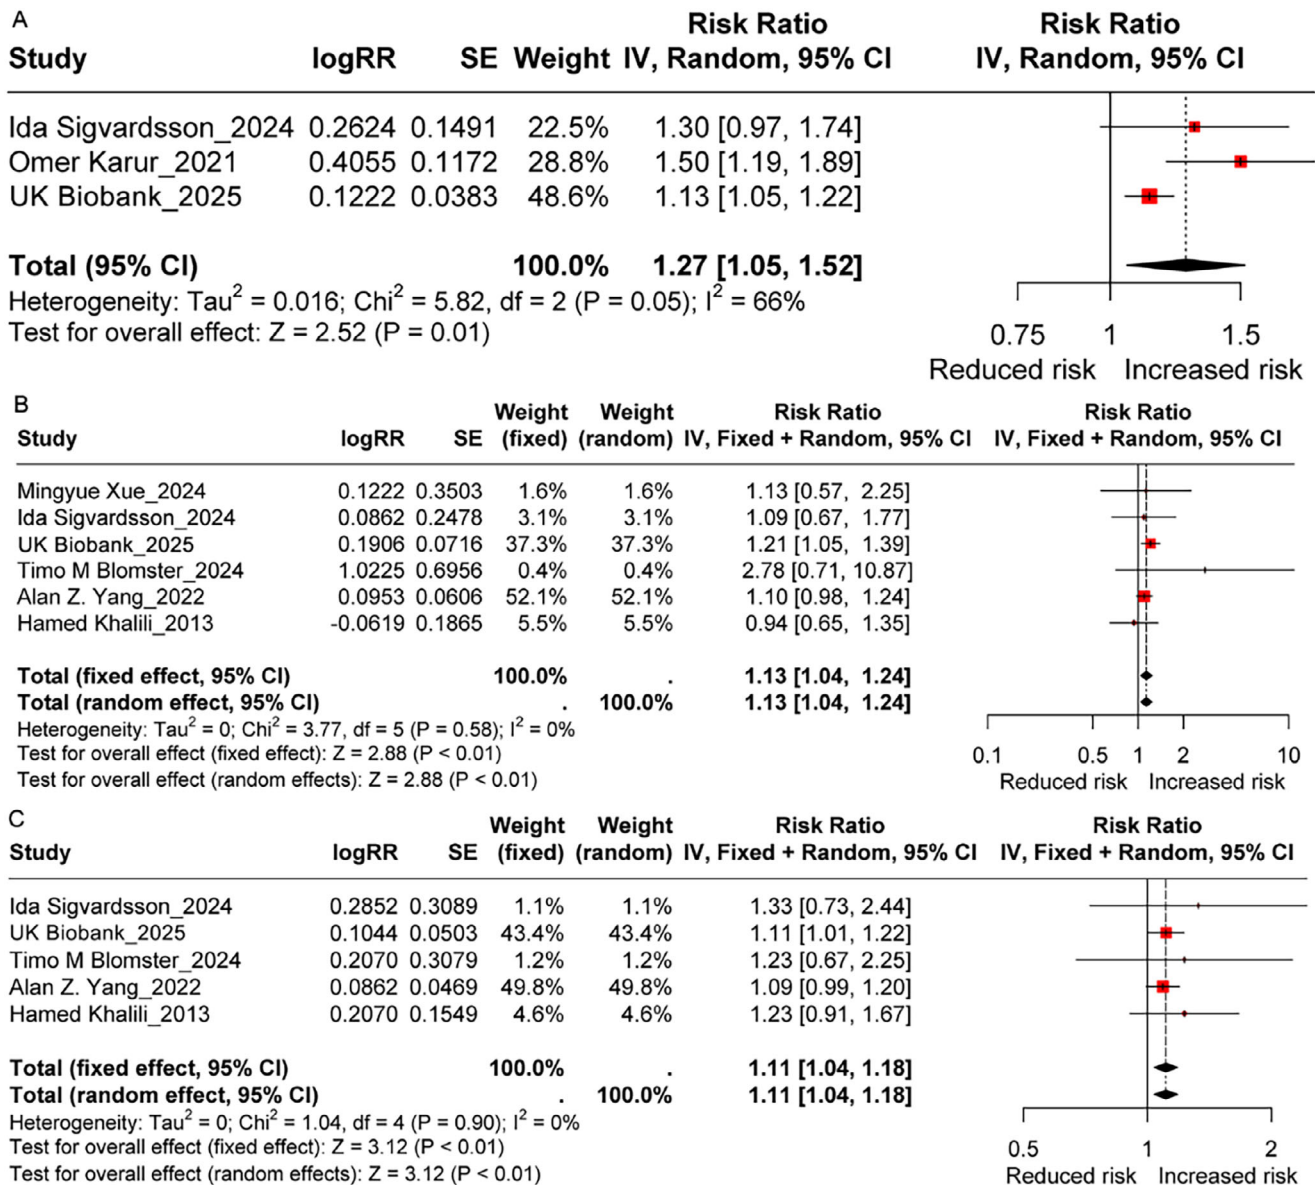 A
Risk Ratio Risk Ratio
Study logRR SE Weight IV, Random, 95% CI IV, Random, 95% CI
Ida Sigvardsson_2024 0.2624 0.1491 22.5% 1.30 [0.97, 1.74]
Omer Karur_2021 0.4055 0.1172 28.8% 1.50 [1.19, 1.89]
UK Biobank_2025 0.1222 0.0383 48.6% 1.13 [1.05, 1.22]
Total (95% CI) 100.0% 1.27 [1.05, 1.52]
Heterogeneity: Tau² = 0.016; Chi² = 5.82, df = 2 (P = 0.05); I² = 66%
Test for overall effect: Z = 2.52 (P = 0.01)
0.75 1 1.5
Reduced risk Increased risk
B
Weight Weight Risk Ratio Risk Ratio
Study logRR SE (fixed) (random) IV, Fixed + Random, 95% CI IV, Fixed + Random, 95% CI
Mingyue Xue_2024 0.1222 0.3503 1.6% 1.6% 1.13 [0.57, 2.25]
Ida Sigvardsson_2024 0.0862 0.2478 3.1% 3.1% 1.09 [0.67, 1.77]
UK Biobank_2025 0.1906 0.0716 37.3% 37.3% 1.21 [1.05, 1.39]
Timo M Blomster_2024 1.0225 0.6956 0.4% 0.4% 2.78 [0.71, 10.87]
Alan Z. Yang_2022 0.0953 0.0606 52.1% 52.1% 1.10 [0.98, 1.24]
Hamed Khalili_2013 -0.0619 0.1865 5.5% 5.5% 0.94 [0.65, 1.35]
Total (fixed effect, 95% CI) 100.0% . 1.13 [1.04, 1.24]
Total (random effect, 95% CI) . 100.0% 1.13 [1.04, 1.24]
Heterogeneity: Tau² = 0; Chi² = 3.77, df = 5 (P = 0.58); I² = 0%
Test for overall effect (fixed effect): Z = 2.88 (P < 0.01)
Test for overall effect (random effects): Z = 2.88 (P < 0.01)
0.1 0.5 1 2 10
Reduced risk Increased risk
C
Weight Weight Risk Ratio Risk Ratio
Study logRR SE (fixed) (random) IV, Fixed + Random, 95% CI IV, Fixed + Random, 95% CI
Ida Sigvardsson_2024 0.2852 0.3089 1.1% 1.1% 1.33 [0.73, 2.44]
UK Biobank_2025 0.1044 0.0503 43.4% 43.4% 1.11 [1.01, 1.22]
Timo M Blomster_2024 0.2070 0.3079 1.2% 1.2% 1.23 [0.67, 2.25]
Alan Z. Yang_2022 0.0862 0.0469 49.8% 49.8% 1.09 [0.99, 1.20]
Hamed Khalili_2013 0.2070 0.1549 4.6% 4.6% 1.23 [0.91, 1.67]
Total (fixed effect, 95% CI) 100.0% . 1.11 [1.04, 1.18]
Total (random effect, 95% CI) . 100.0% 1.11 [1.04, 1.18]
Heterogeneity: Tau² = 0; Chi² = 1.04, df = 4 (P = 0.90); I² = 0%
Test for overall effect (fixed effect): Z = 3.12 (P < 0.01)
Test for overall effect (random effects): Z = 3.12 (P < 0.01)
0.5 1 2
Reduced risk Increased risk